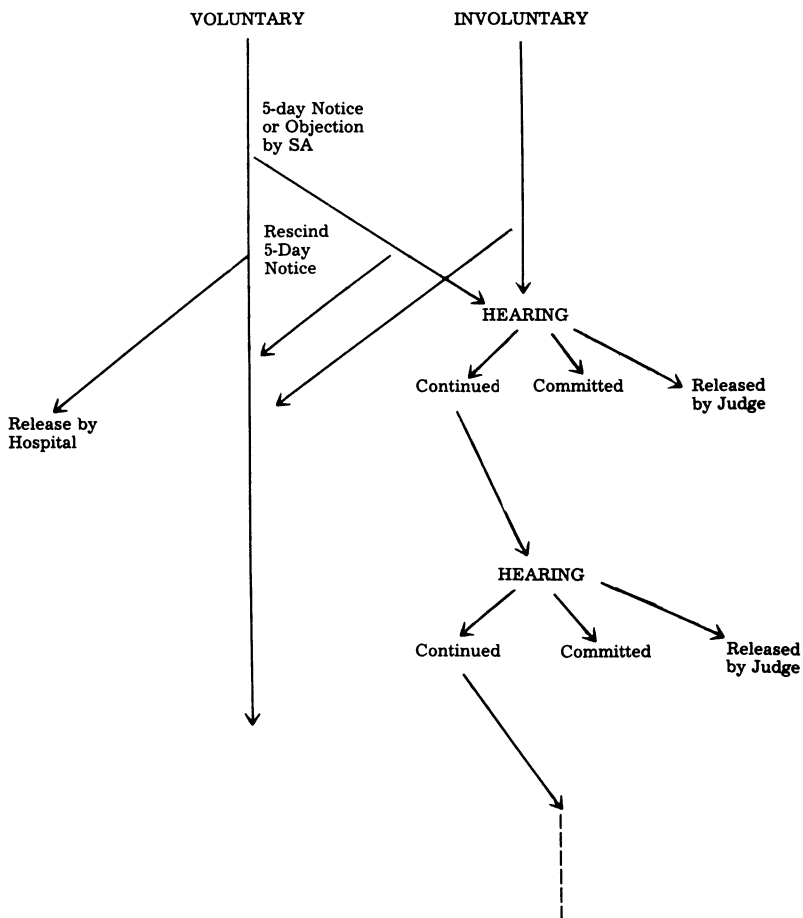 VOLUNTARY
INVOLUNTARY
5-day Notice
or Objection
by SA
Rescind
5-Day
Notice
HEARING
Continued
Committed
Released
by Judge
Release by
Hospital
HEARING
Continued
Committed
Released
by Judge